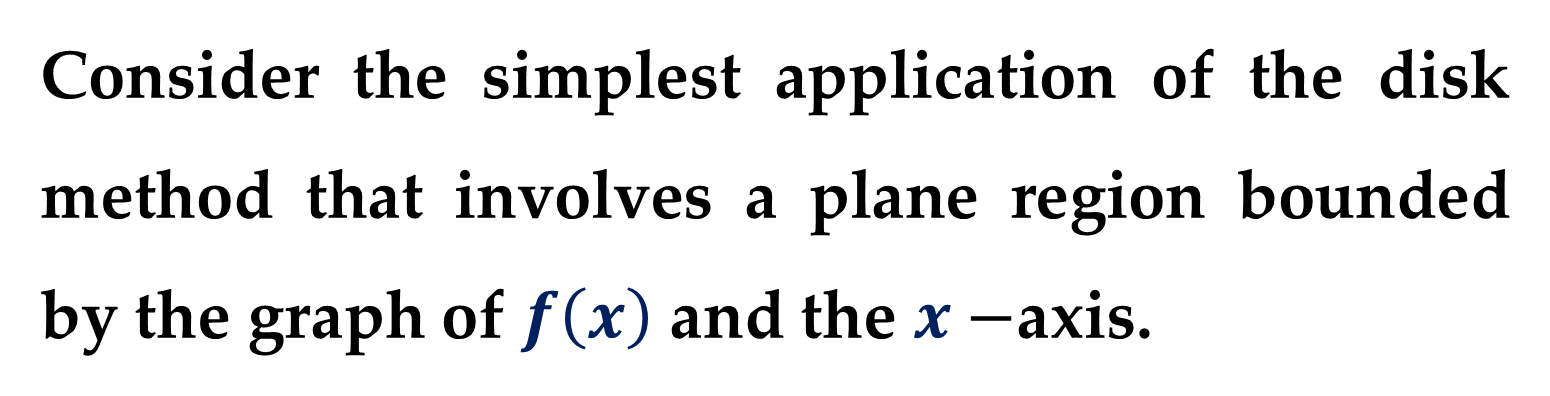 Consider the simplest application of the disk
method that involves a plane region bounded
by the graph of f(x) and the x −axis.